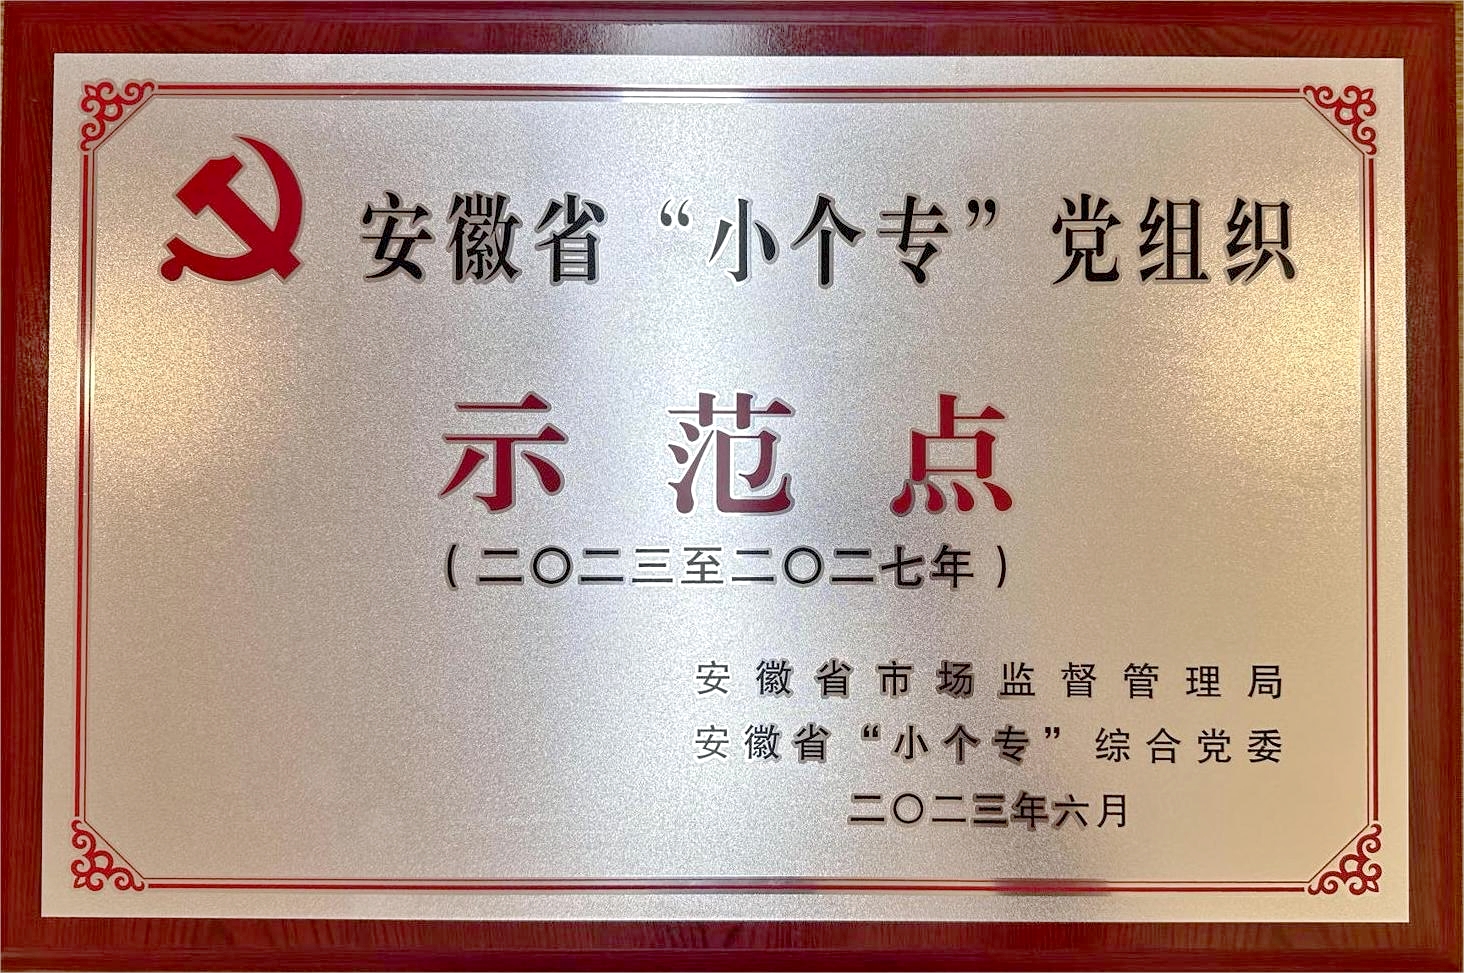 安徽省“小个专”党组织
示范点
(二〇二三至二〇二七年)
安徽省市场监督管理局
安徽省“小个专”综合党委
二〇二三年六月